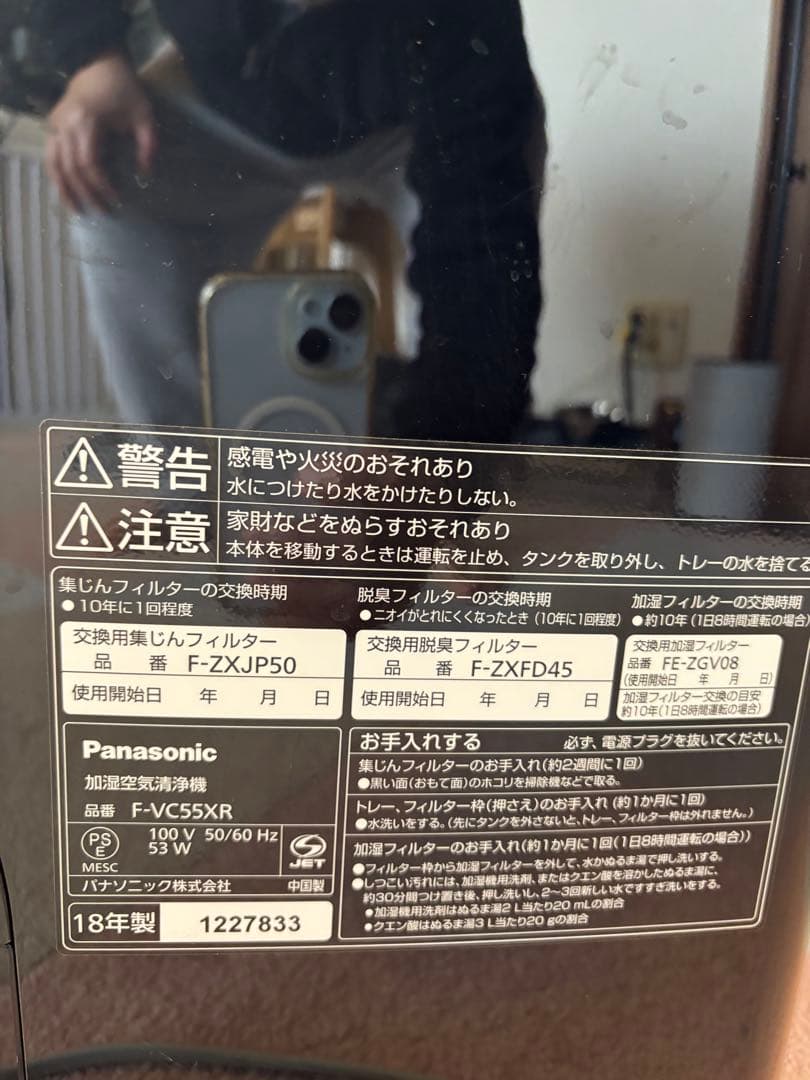 警告 感電や火災のおそれあり
水につけたり水をかけたりしない。
注意 家財などをぬらすおそれあり
本体を移動するときは運転を止め、タンクを取り外し、トレーの水を捨てる
集じんフィルターの交換時期
●10年に1回程度
交換用集じんフィルター
品 番 F-ZXJP50
使用開始日 年 月 日
脱臭フィルターの交換時期
●ニオイがとれにくくなったとき(10年に1回程度)
交換用脱臭フィルター
品 番 F-ZXFD45
使用開始日 年 月 日
加湿フィルターの交換時期
●約10年(1日8時間運転の場合)
交換用加湿フィルター
品番 FE-ZGV08
(使用開始日 年 月 日)
加湿フィルター交換の目安
約10年(1日8時間運転の場合)
Panasonic
加湿空気清浄機
品番 F-VC55XR
PS
E
MESC
100 V 50/60 Hz
53 W
JET
パナソニック株式会社 中国製
18年製 1227833
お手入れする 必ず、電源プラグを抜いてください。
集じんフィルターのお手入れ(約2週間に1回)
●黒い面(おもて面)のホコリを掃除機などで取る。
トレー、フィルター枠(押さえ)のお手入れ(約1か月に1回)
●水洗いをする。(先にタンクを外さないと、トレー、フィルター枠は外れません。)
加湿フィルターのお手入れ(約1か月に1回(1日8時間運転の場合))
●フィルター枠から加湿フィルターを外して、水かぬるま湯で押し洗いする。
●しつこい汚れには、加湿機用洗剤、またはクエン酸を溶かしたぬるま湯に、
約30分間つけ置き後、押し洗いし、2～3回新しい水ですすぎ洗いをする。
●加湿機用洗剤はぬるま湯2 L当たり20 mLの割合
●クエン酸はぬるま湯3 L当たり20 gの割合